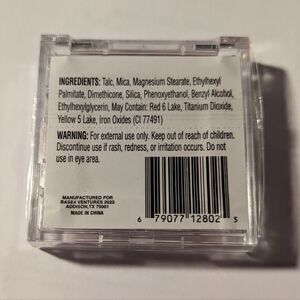 INGREDIENTS: Talc, Mica, Magnesium Stearate, Ethylhexyl
Palmitate, Dimethicone, Silica, Phenoxyethanol, Benzyl Alcohol,
Ethylhexylglycerin, May Contain: Red 6 Lake, Titanium Dioxide,
Yellow 5 Lake, Iron Oxides (CI 77491)
WARNING: For external use only. Keep out of reach of children.
Discontinue use if rash, redness, or irritation occurs. Do not
use in eye area.
MANUFACTURED FOR
BASE4 VENTURES 2023
ADDISON, TX 75001
MADE IN CHINA
6 79077 12802 5